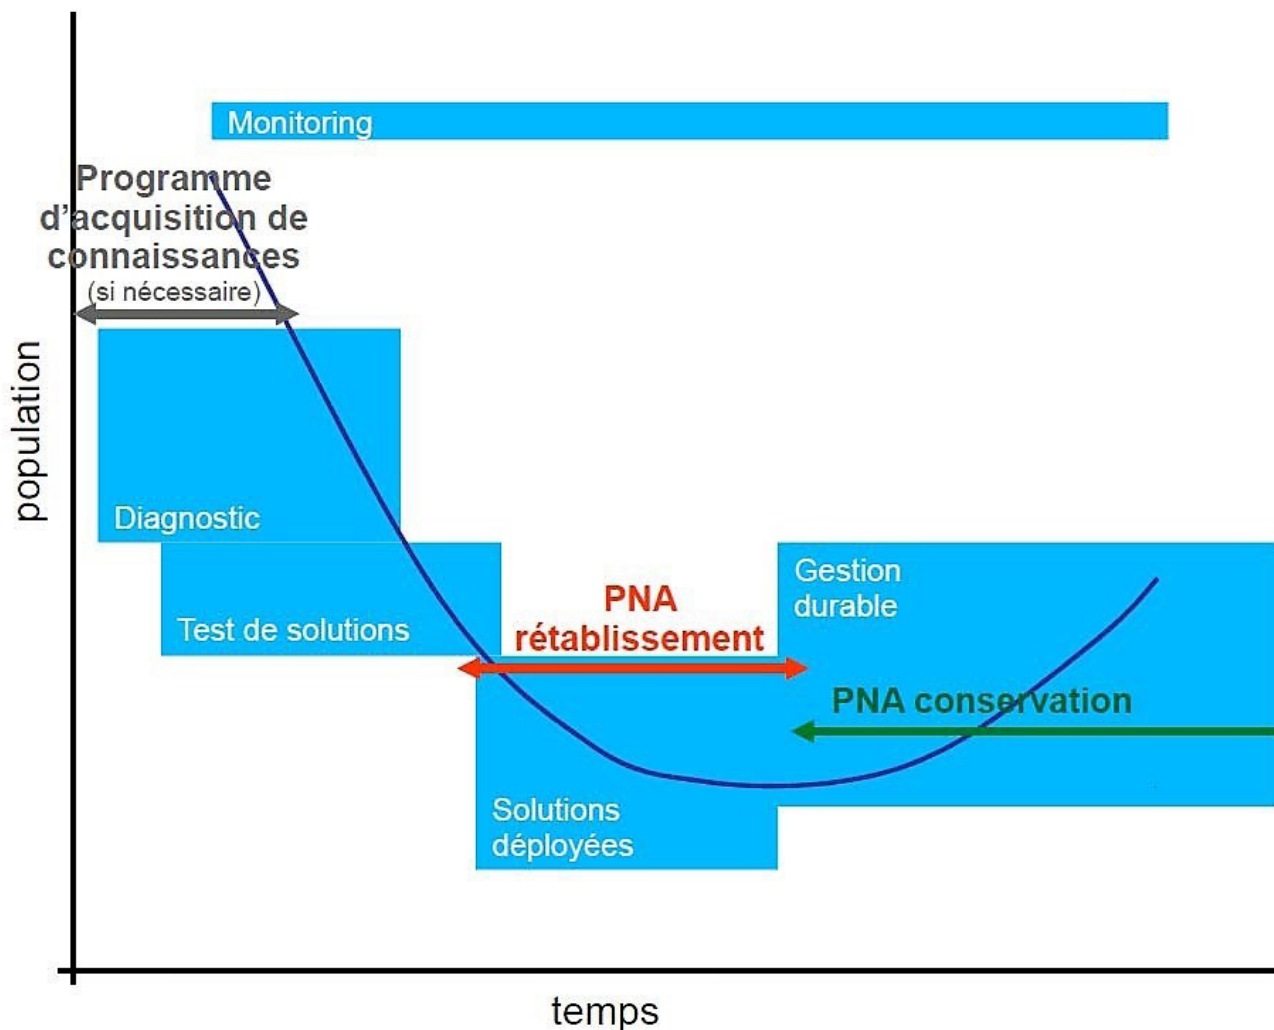 Monitoring
Programme
d'acquisition de
connaissances
(si nécessaire)
population
Diagnostic
Test de solutions
PNA
rétablissement
Gestion
durable
PNA conservation
Solutions
déployées
temps